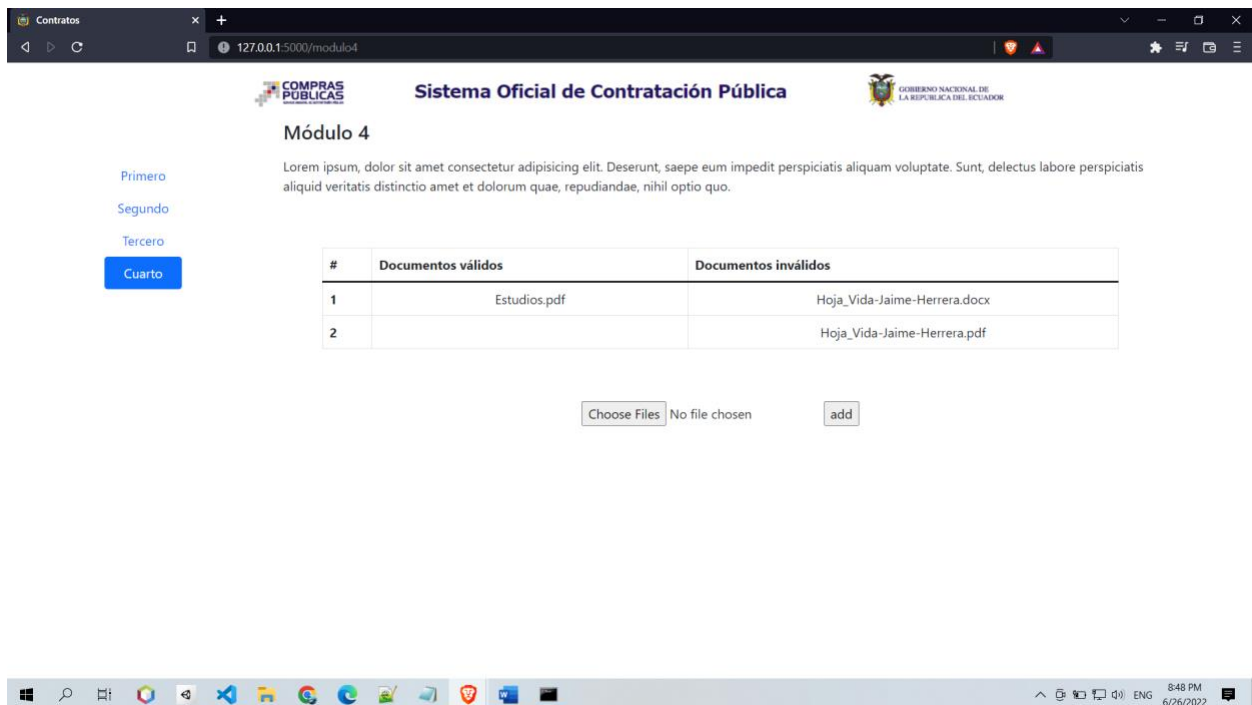 Contratos
127.0.0.1:5000/modulo4
COMPRAS
PÚBLICAS
Sistema Oficial de Contratación Pública
GOBIERNO NACIONAL DE
LA REPUBLICA DEL ECUADOR
Módulo 4
Lorem ipsum, dolor sit amet consectetur adipisicing elit. Deserunt, saepe eum impedit perspiciatis aliquam voluptate. Sunt, delectus labore perspiciatis
aliquid veritatis distinctio amet et dolorum quae, repudiandae, nihil optio quo.
Primero
Segundo
Tercero
Cuarto
# Documentos válidos Documentos inválidos
1 Estudios.pdf Hoja_Vida-Jaime-Herrera.docx
2 Hoja_Vida-Jaime-Herrera.pdf
Choose Files No file chosen add
ENG 8:48 PM
6/26/2022